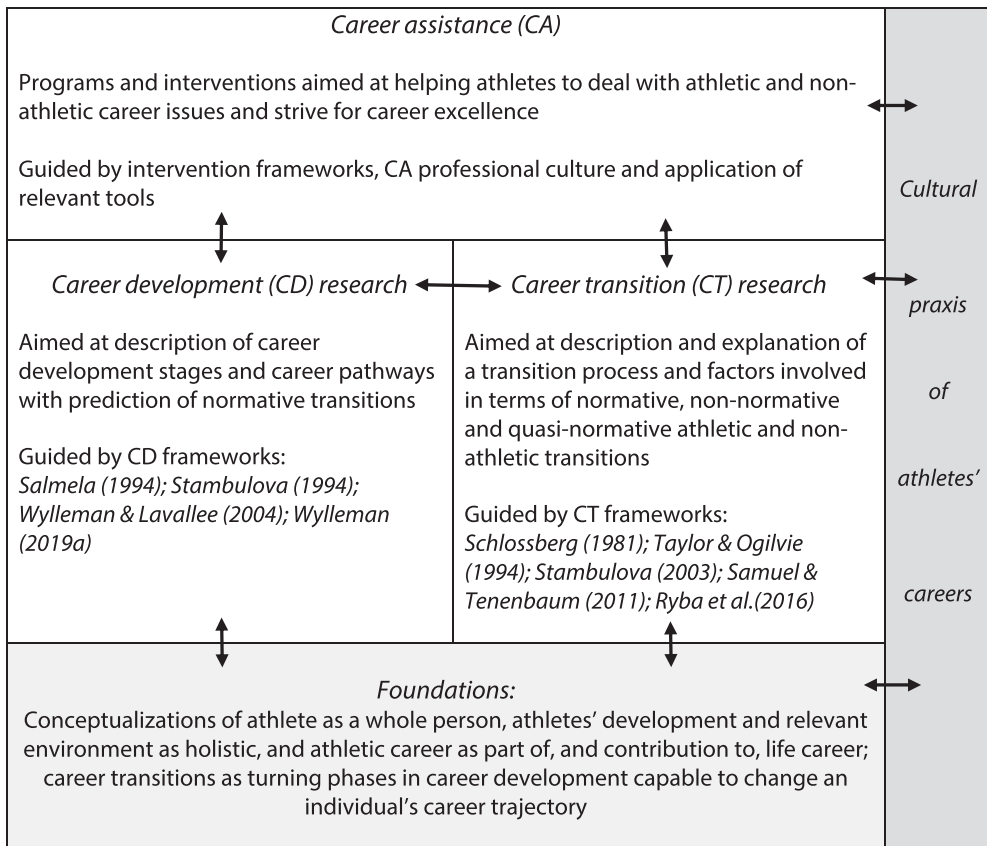 Career assistance (CA)
Programs and interventions aimed at helping athletes to deal with athletic and non-
athletic career issues and strive for career excellence
Guided by intervention frameworks, CA professional culture and application of
relevant tools
Career development (CD) research
Aimed at description of career
development stages and career pathways
with prediction of normative transitions
Guided by CD frameworks:
Salmela (1994); Stambulova (1994);
Wylleman & Lavallee (2004); Wylleman
(2019a)
Career transition (CT) research
Aimed at description and explanation of
a transition process and factors involved
in terms of normative, non-normative
and quasi-normative athletic and non-
athletic transitions
Guided by CT frameworks:
Schlossberg (1981); Taylor & Ogilvie
(1994); Stambulova (2003); Samuel &
Tenenbaum (2011); Ryba et al.(2016)
Foundations:
Conceptualizations of athlete as a whole person, athletes’ development and relevant
environment as holistic, and athletic career as part of, and contribution to, life career;
career transitions as turning phases in career development capable to change an
individual’s career trajectory
Cultural
praxis
of
athletes’
careers